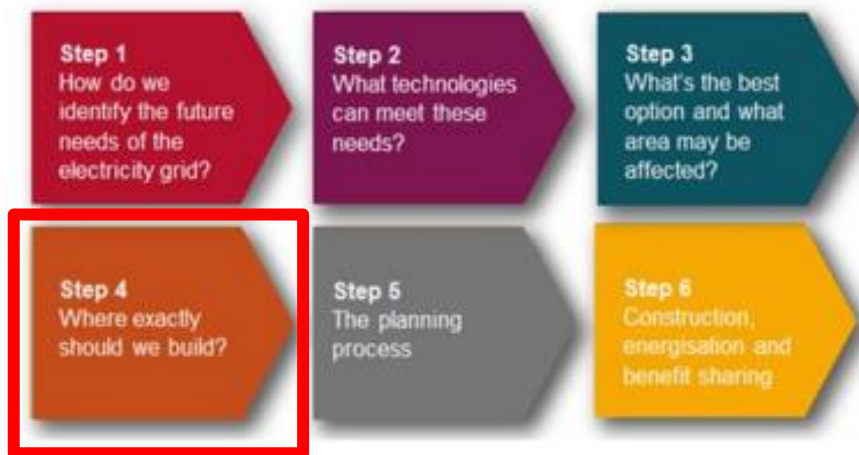 Step 1
How do we
identify the future
needs of the
electricity grid?
Step 2
What technologies
can meet these
needs?
Step 3
What's the best
option and what
area may be
affected?
Step 4
Where exactly
should we build?
Step 5
The planning
process
Step 6
Construction,
energisation and
benefit sharing